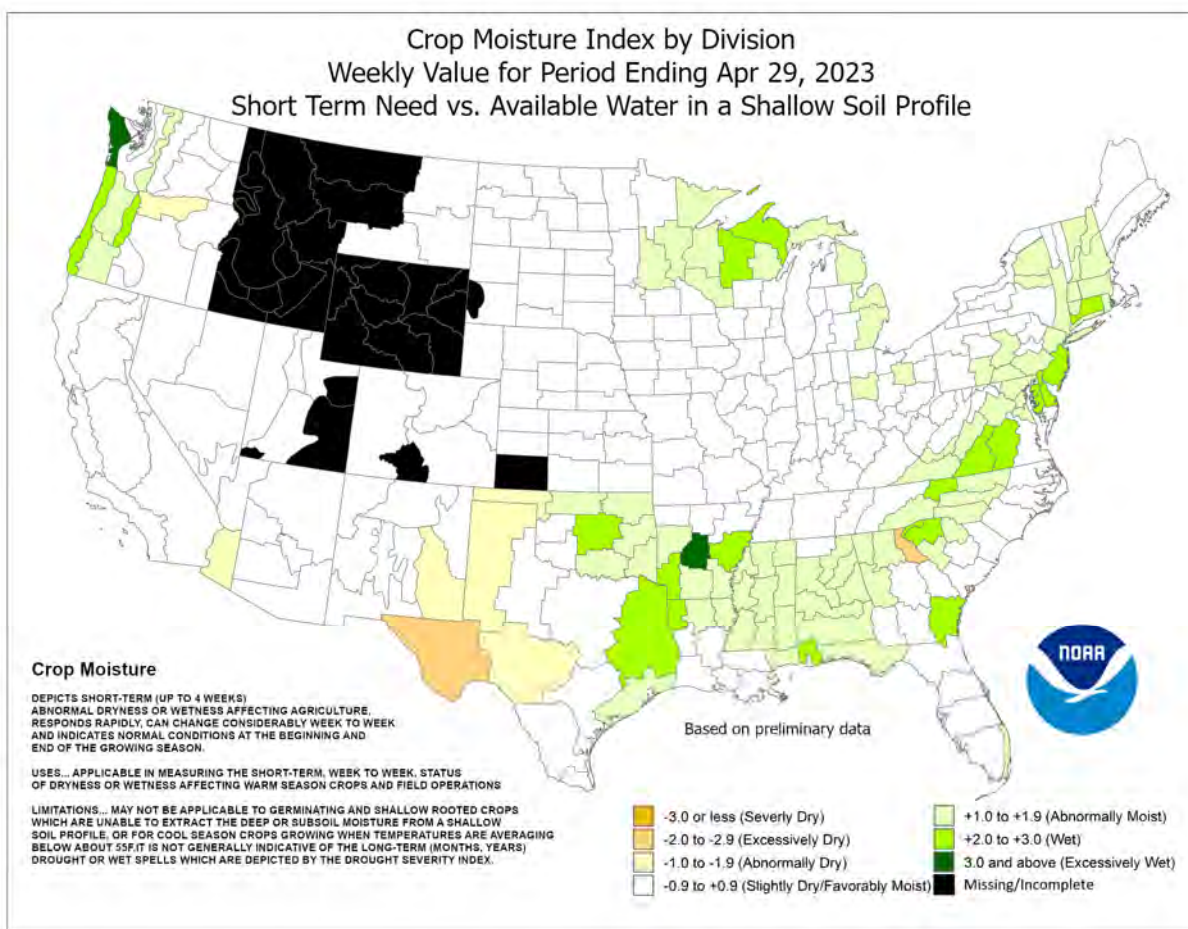 Crop Moisture Index by Division
Weekly Value for Period Ending Apr 29, 2023
Short Term Need vs. Available Water in a Shallow Soil Profile
NOAA
Crop Moisture
DEPICTS SHORT-TERM (UP TO 4 WEEKS)
ABNORMAL DRYNESS OR WETNESS AFFECTING AGRICULTURE,
RESPONDS RAPIDLY, CAN CHANGE CONSIDERABLY WEEK TO WEEK
AND INDICATES NORMAL CONDITIONS AT THE BEGINNING AND
END OF THE GROWING SEASON.
USES... APPLICABLE IN MEASURING THE SHORT-TERM, WEEK TO WEEK, STATUS
OF DRYNESS OR WETNESS AFFECTING WARM SEASON CROPS AND FIELD OPERATIONS
LIMITATIONS... MAY NOT BE APPLICABLE TO GERMINATING AND SHALLOW ROOTED CROPS
WHICH ARE UNABLE TO EXTRACT THE DEEP OR SUBSOIL MOISTURE FROM A SHALLOW
SOIL PROFILE, OR FOR COOL SEASON CROPS GROWING WHEN TEMPERATURES ARE AVERAGING
BELOW ABOUT 55F.IT IS NOT GENERALLY INDICATIVE OF THE LONG-TERM (MONTHS, YEARS)
DROUGHT OR WET SPELLS WHICH ARE DEPICTED BY THE DROUGHT SEVERITY INDEX.
Based on preliminary data
-3.0 or less (Severly Dry)
-2.0 to -2.9 (Excessively Dry)
-1.0 to -1.9 (Abnormally Dry)
-0.9 to +0.9 (Slightly Dry/Favorably Moist)
+1.0 to +1.9 (Abnormally Moist)
+2.0 to +3.0 (Wet)
3.0 and above (Excessively Wet)
Missing/Incomplete